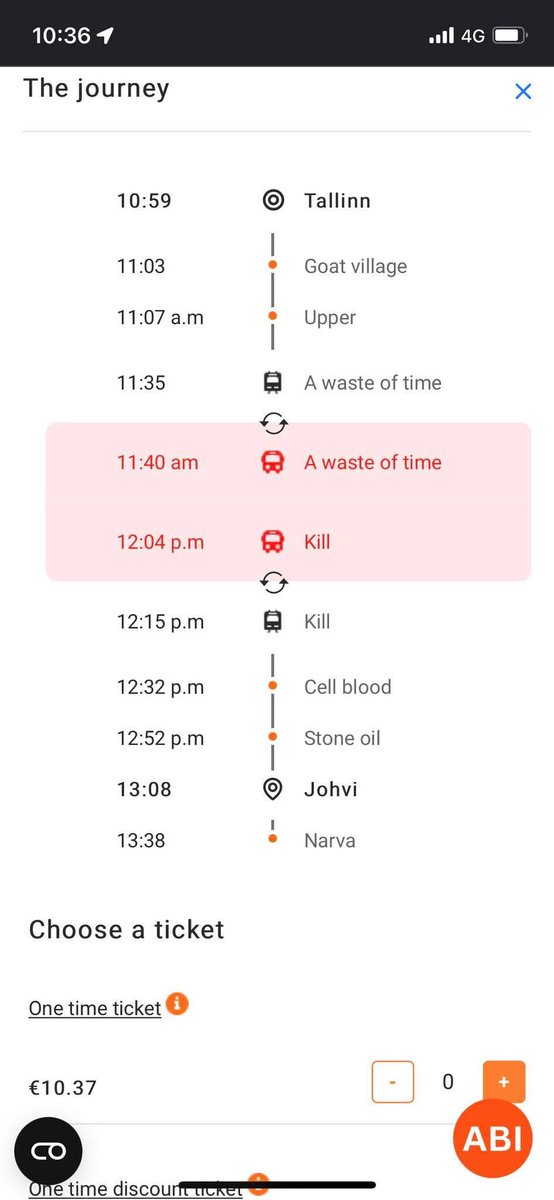 10:36
4G
The journey
10:59 Tallinn
11:03 Goat village
11:07 a.m Upper
11:35 A waste of time
11:40 am A waste of time
12:04 p.m Kill
12:15 p.m Kill
12:32 p.m Cell blood
12:52 p.m Stone oil
13:08 Johvi
13:38 Narva
Choose a ticket
One time ticket i
€10.37 - 0 +
ABI
One time discount ticket